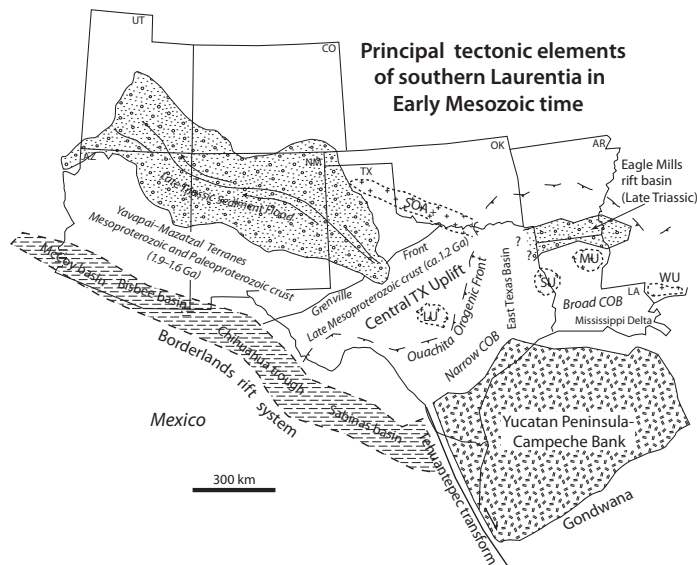 Principal tectonic elements
of southern Laurentia in
Early Mesozoic time
UT
CO
AZ
NM
TX
OK
AR
LA
Eagle Mills
rift basin
(Late Triassic)
Late Triassic Sediment Flood
SOA
Yavapai–Mazatzal Terranes
Mesoproterozoic and Paleoproterozoic crust
(1.9–1.6 Ga)
Grenville Front
Late Mesoproterozoic crust (ca.1.2 Ga)
Central TX Uplift
LU
Ouachita Orogenic Front
East Texas Basin
?
?
SU
MU
WU
Broad COB
Mississippi Delta
Narrow COB
McCoy basin
Bisbee basin
Chihuahua trough
Sabinas basin
Borderlands rift system
Mexico
300 km
Tehuantepec transform
Yucatan Peninsula-
Campeche Bank
Gondwana